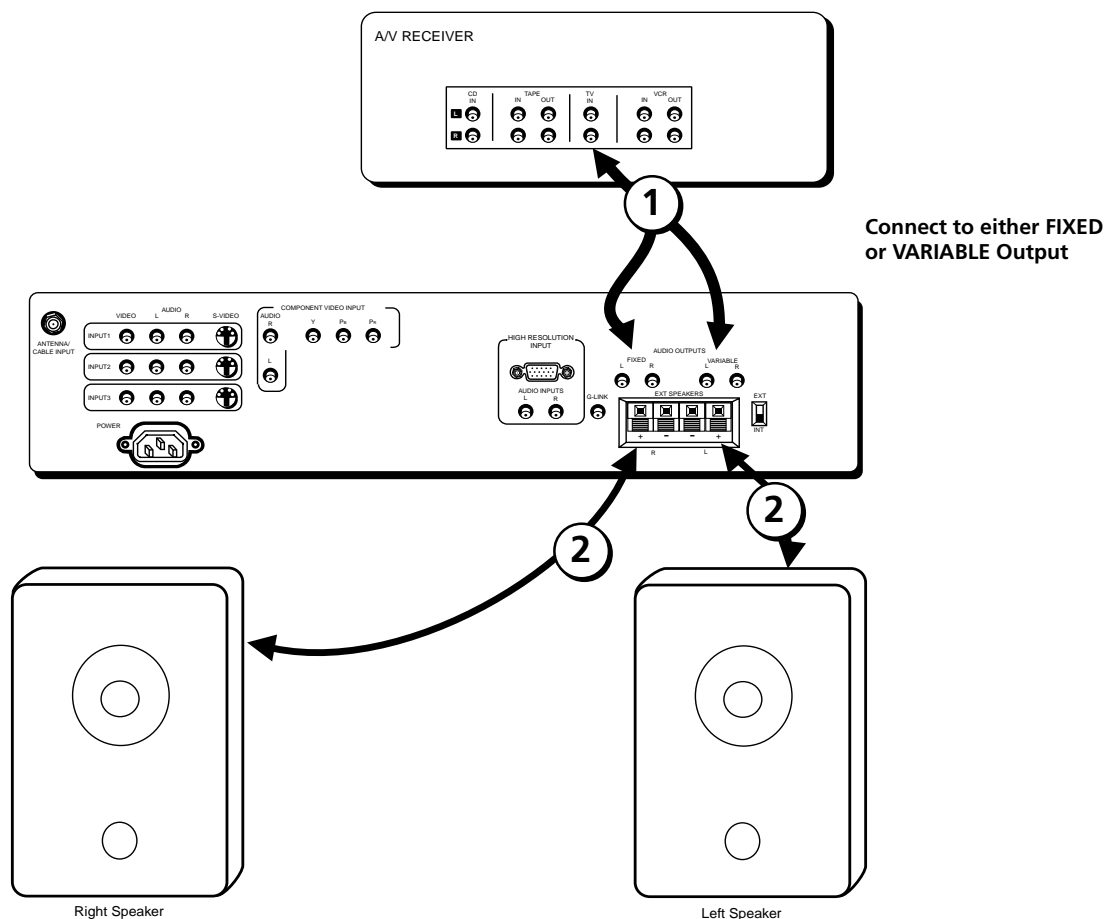 A/V RECEIVER
CD
IN
TAPE
IN OUT
TV
IN
VCR
IN OUT
L
R
1
Connect to either FIXED
or VARIABLE Output
ANTENNA/
CABLE INPUT
VIDEO
AUDIO
L R
S-VIDEO
INPUT1
INPUT2
INPUT3
POWER
COMPONENT VIDEO INPUT
AUDIO
R
Y PB PR
L
HIGH RESOLUTION
INPUT
AUDIO INPUTS
L R
G-LINK
AUDIO OUTPUTS
FIXED
L R
VARIABLE
L R
EXT SPEAKERS
+ − − +
R L
EXT
INT
2
2
Right Speaker
Left Speaker